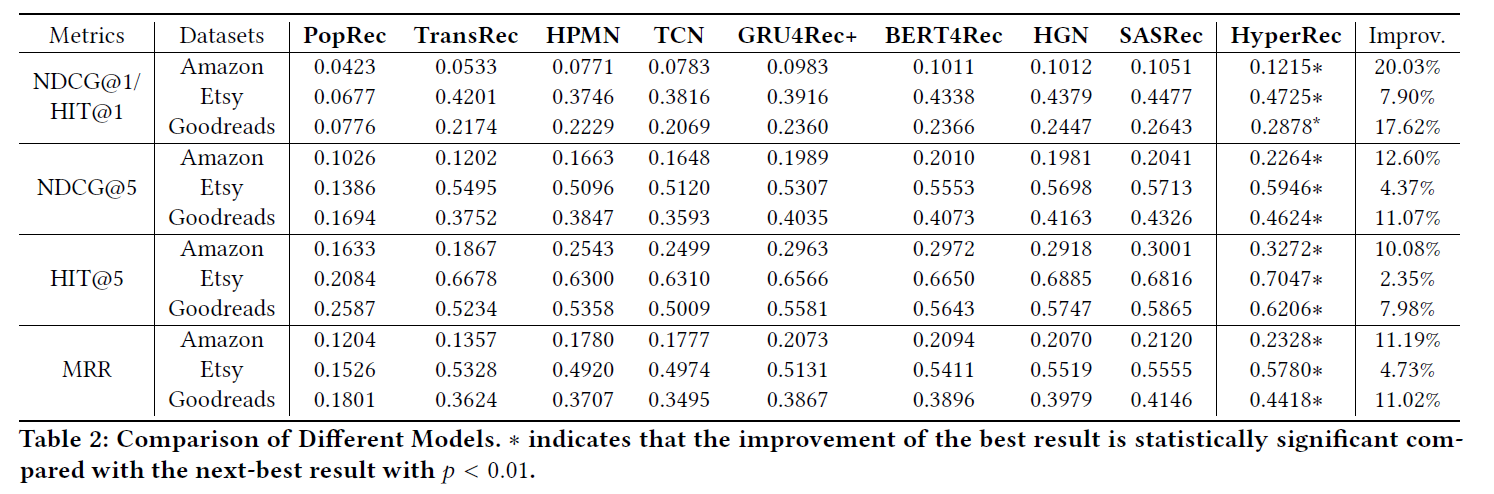 Metrics Datasets PopRec TransRec HPMN TCN GRU4Rec+ BERT4Rec HGN SASRec HyperRec Improv.
NDCG@1/ HIT@1 Amazon 0.0423 0.0533 0.0771 0.0783 0.0983 0.1011 0.1012 0.1051 0.1215∗ 20.03%
Etsy 0.0677 0.4201 0.3746 0.3816 0.3916 0.4338 0.4379 0.4477 0.4725∗ 7.90%
Goodreads 0.0776 0.2174 0.2229 0.2069 0.2360 0.2366 0.2447 0.2643 0.2878* 17.62%
Amazon 0.1026 0.1202 0.1663 0.1648 0.1989 0.2010 0.1981 0.2041 0.2264∗ 12.60%
NDCG@5 Etsy 0.1386 0.5495 0.5096 0.5120 0.5307 0.5553 0.5698 0.5713 0.5946∗ 4.37%
Goodreads 0.1694 0.3752 0.3847 0.3593 0.4035 0.4073 0.4163 0.4326 0.4624∗ 11.07%
Amazon 0.1633 0.1867 0.2543 0.2499 0.2963 0.2972 0.2918 0.3001 0.3272∗ 10.08%
HIT@5 Etsy 0.2084 0.6678 0.6300 0.6310 0.6566 0.6650 0.6885 0.6816 0.7047∗ 2.35%
Goodreads 0.2587 0.5234 0.5358 0.5009 0.5581 0.5643 0.5747 0.5865 0.6206∗ 7.98%
Amazon 0.1204 0.1357 0.1780 0.1777 0.2073 0.2094 0.2070 0.2120 0.2328∗ 11.19%
MRR Etsy 0.1526 0.5328 0.4920 0.4974 0.5131 0.5411 0.5519 0.5555 0.5780∗ 4.73%
Goodreads 0.1801 0.3624 0.3707 0.3495 0.3867 0.3896 0.3979 0.4146 0.4418∗ 11.02%
Table 2: Comparison of Different Models. ∗ indicates that the improvement of the best result is statistically significant com-
pared with the next-best result with p < 0.01.